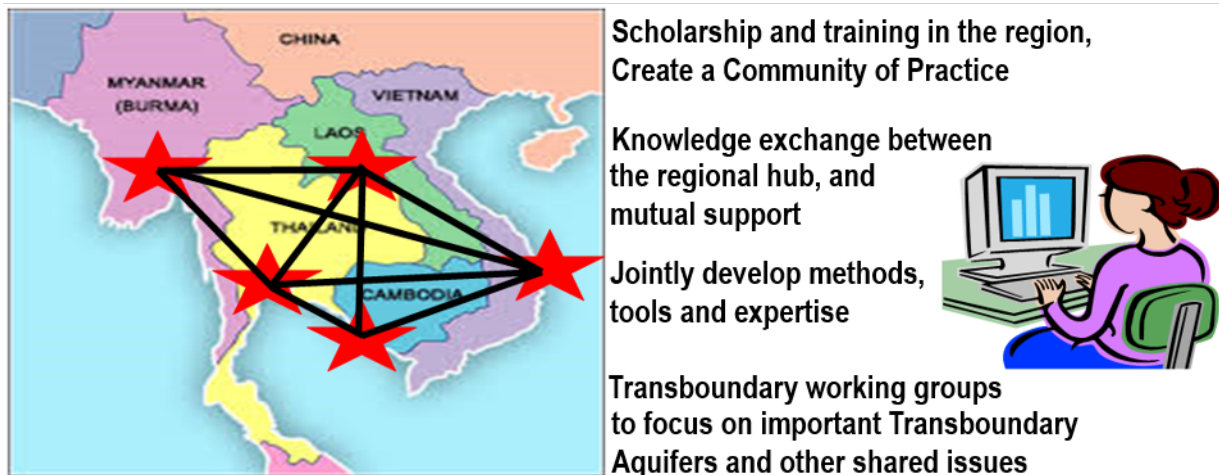 CHINA
MYANMAR
(BURMA)
VIETNAM
LAOS
THAILAND
CAMBODIA
Scholarship and training in the region,
Create a Community of Practice
Knowledge exchange between
the regional hub, and
mutual support
Jointly develop methods,
tools and expertise
Transboundary working groups
to focus on important Transboundary
Aquifers and other shared issues